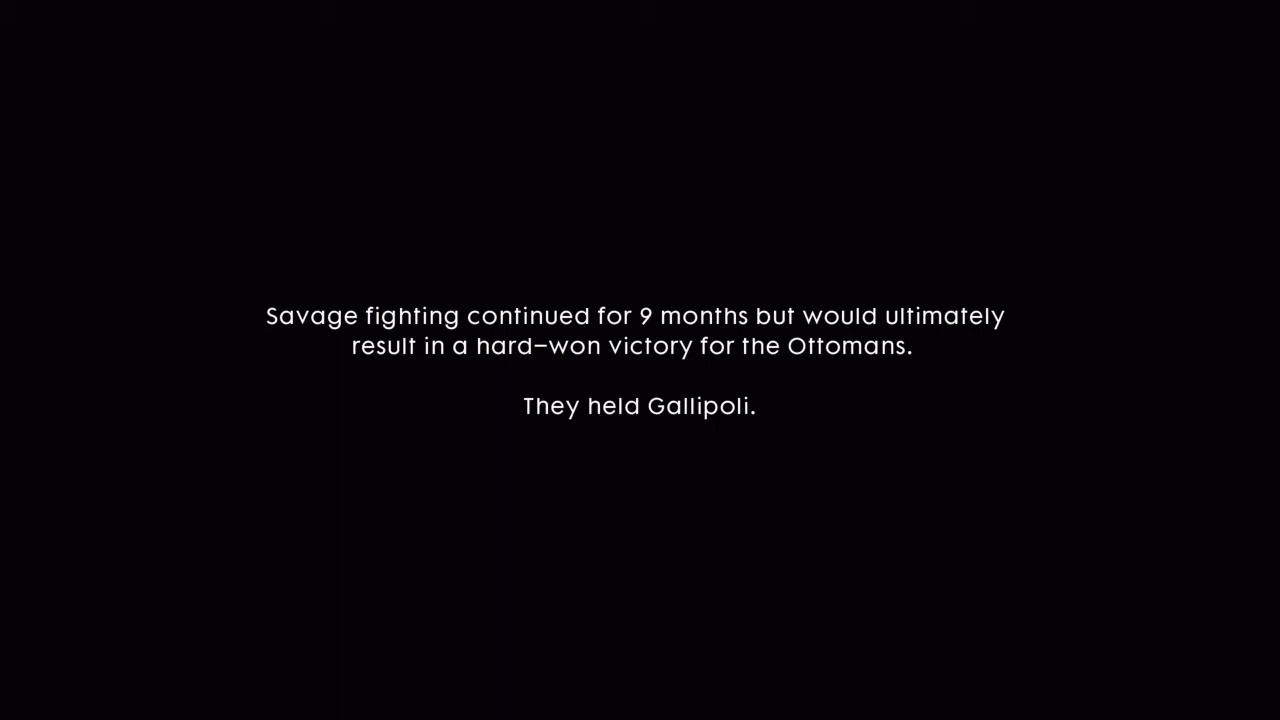 Savage fighting continued for 9 months but would ultimately
result in a hard–won victory for the Ottomans.
They held Gallipoli.